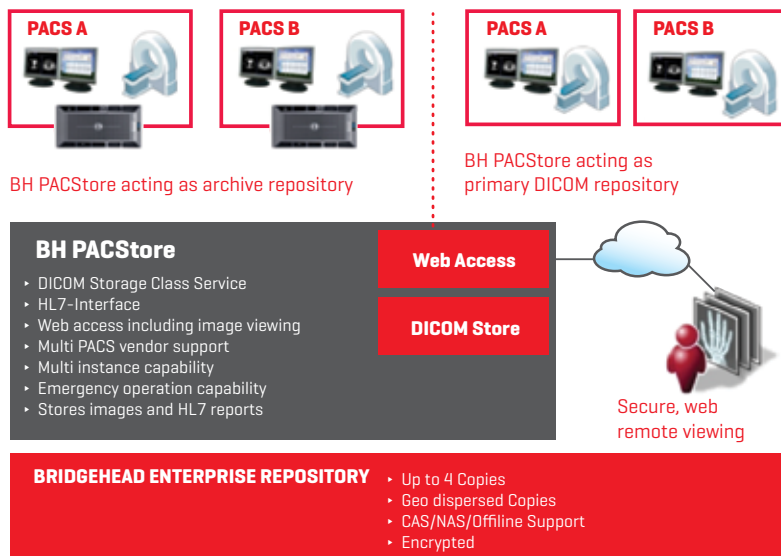 PACS A
PACS B
PACS A
PACS B
BH PACStore acting as archive repository
BH PACStore acting as
primary DICOM repository
BH PACStore
‣ DICOM Storage Class Service
‣ HL7-Interface
‣ Web access including image viewing
‣ Multi PACS vendor support
‣ Multi instance capability
‣ Emergency operation capability
‣ Stores images and HL7 reports
Web Access
DICOM Store
Secure, web
remote viewing
BRIDGEHEAD ENTERPRISE REPOSITORY
‣ Up to 4 Copies
‣ Geo dispersed Copies
‣ CAS/NAS/Offiline Support
‣ Encrypted